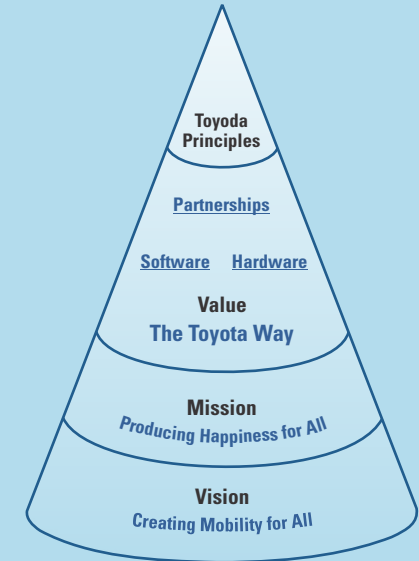 Toyoda
Principles
Partnerships
Software Hardware
Value
The Toyota Way
Mission
Producing Happiness for All
Vision
Creating Mobility for All